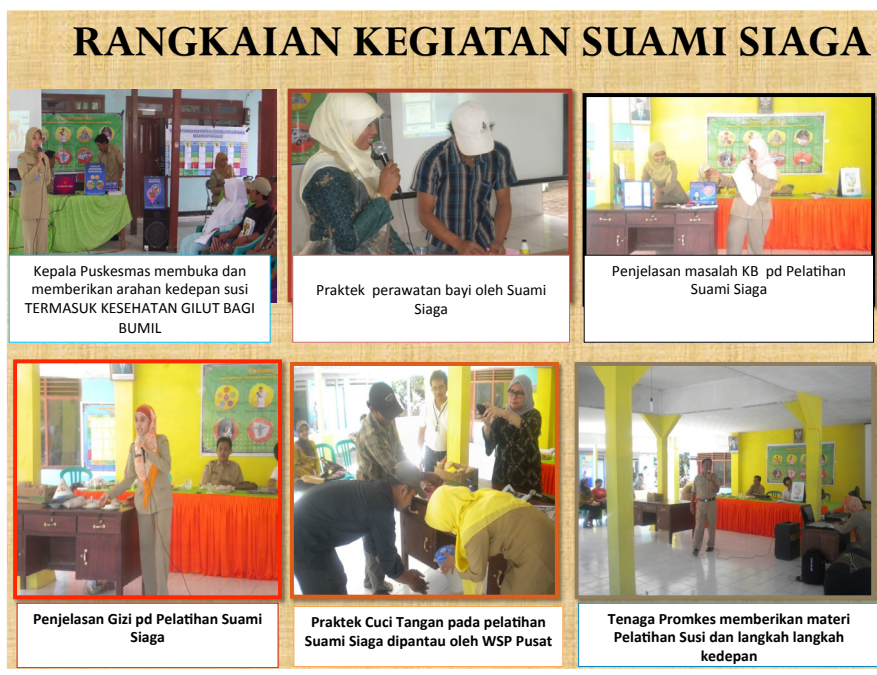 RANGKAIAN KEGIATAN SUAMI SIAGA
Kepala Puskesmas membuka dan
memberikan arahan kedepan susi
TERMASUK KESEHATAN GILUT BAGI
BUMIL
Praktek perawatan bayi oleh Suami
Siaga
Penjelasan masalah KB pd Pelatihan
Suami Siaga
Penjelasan Gizi pd Pelatihan Suami
Siaga
Praktek Cuci Tangan pada pelatihan
Suami Siaga dipantau oleh WSP Pusat
Tenaga Promkes memberikan materi
Pelatihan Susi dan langkah langkah
kedepan